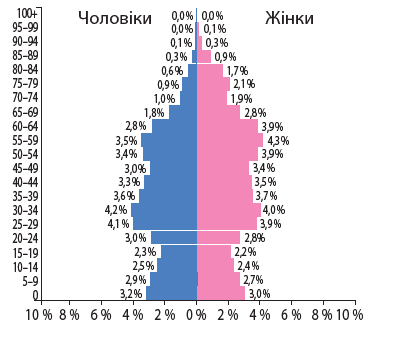 Чоловіки Жінки
100+ 0,0% 0,0%
95–99 0,0% 0,1%
90–94 0,1% 0,3%
85–89 0,3% 0,9%
80–84 0,6% 1,7%
75–79 0,9% 2,1%
70–74 1,0% 1,9%
65–69 1,8% 2,8%
60–64 2,8% 3,9%
55–59 3,5% 4,3%
50–54 3,4% 3,9%
45–49 3,0% 3,4%
40–44 3,3% 3,5%
35–39 3,6% 3,7%
30–34 4,2% 4,0%
25–29 4,1% 3,9%
20–24 3,0% 2,8%
15–19 2,3% 2,2%
10–14 2,5% 2,4%
5–9 2,9% 2,7%
0 3,2% 3,0%
10 % 8 % 6 % 4 % 2 % 0 % 2 % 4 % 6 % 8 % 10 %